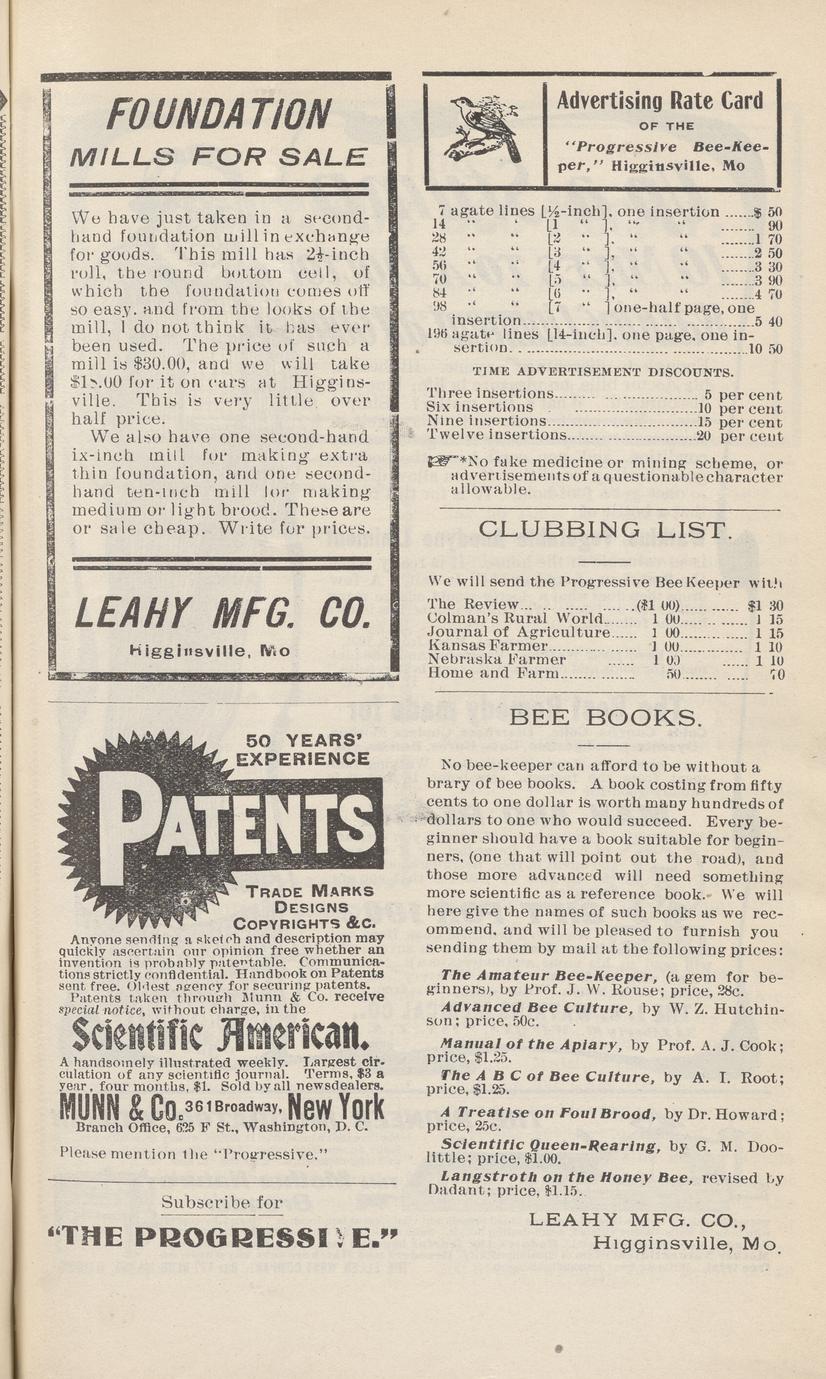 FOUNDATION
MILLS FOR SALE
We have just taken in a second-
hand foundation mill in exchange
for goods. This mill has 2½-inch
roll, the round bottom cell, of
which the foundation comes off
so easy. and from the looks of the
mill, I do not think it has ever
been used. The price of such a
mill is $30.00, and we will take
for it on cars at Higgins-
ville. This is very little over
half price.
We also have one second-hand
ix-inch mill for making extra
thin foundation, and one second-
hand ten-inch mill for making
medium or light brood. These are
or sale cheap. Write for prices.
LEAHY MFG. CO.
Higginsville, Mo
50 YEARS'
EXPERIENCE
PATENTS
TRADE MARKS
DESIGNS
COPYRIGHTS &C.
Anyone sending a sketch and description may
quickly ascertain our opinion free whether an
invention is probably patentable. Communica-
tions strictly confidential. Handbook on Patents
sent free. Oldest agency for securing patents.
Patents taken through Munn & Co. receive
special notice, without charge, in the
Scientific American.
A handsomely illustrated weekly. Largest cir-
culation of any scientific journal. Terms, $3 a
year, four months, $1. Sold by all newsdealers.
MUNN & Co. 361 Broadway, New York
Branch Office, 625 F St., Washington, D. C.
Please mention the "Progressive."
Subscribe for
"THE PROGRESSIVE."
Advertising Rate Card
OF THE
"Progressive Bee-Kee-
per," Higginsville, Mo
7 agate lines [½-inch], one insertion ......$ 50
14 " " [1 " ], " " ....... 90
28 " " [2 " ], " " .......1 70
42 " " [3 " ], " " .......2 50
56 " " [4 " ], " " .......3 30
70 " " [5 " ], " " .......3 90
84 " " [6 " ], " " .......4 70
98 " " [7 " ] one-half page, one
insertion..........................................5 40
196 agate lines [14-inch], one page, one in-
sertion.............................................10 50
TIME ADVERTISEMENT DISCOUNTS.
Three insertions.................................... 5 per cent
Six insertions . ..............................10 per cent
Nine insertions....................................15 per cent
Twelve insertions...............................20 per cent
☞*No fake medicine or mining scheme, or
advertisements of a questionable character
allowable.
CLUBBING LIST.
We will send the Progressive Bee Keeper with
The Review... .. ..... ......($1 00)............ $1 30
Colman's Rural World........ 1 00............. 1 15
Journal of Agriculture...... 1 00.............. 1 15
Kansas Farmer.................. 1 00.............. 1 10
Nebraska Farmer ...... 1 00 ...... 1 10
Home and Farm................ 50........ ..... 70
BEE BOOKS.
No bee-keeper can afford to be without a
brary of bee books. A book costing from fifty
cents to one dollar is worth many hundreds of
dollars to one who would succeed. Every be-
ginner should have a book suitable for begin-
ners, (one that will point out the road), and
those more advanced will need something
more scientific as a reference book. We will
here give the names of such books as we rec-
ommend, and will be pleased to furnish you
sending them by mail at the following prices:
The Amateur Bee-Keeper, (a gem for be-
ginners), by Prof. J. W. Rouse; price, 28c.
Advanced Bee Culture, by W. Z. Hutchin-
son; price, 50c.
Manual of the Apiary, by Prof. A. J. Cook;
price, $1.25.
The A B C of Bee Culture, by A. I. Root;
price, $1.25.
A Treatise on Foul Brood, by Dr. Howard;
price, 25c.
Scientific Queen-Rearing, by G. M. Doo-
little; price, $1.00.
Langstroth on the Honey Bee, revised by
Dadant; price, $1.15.
LEAHY MFG. CO.,
Higginsville, Mo.